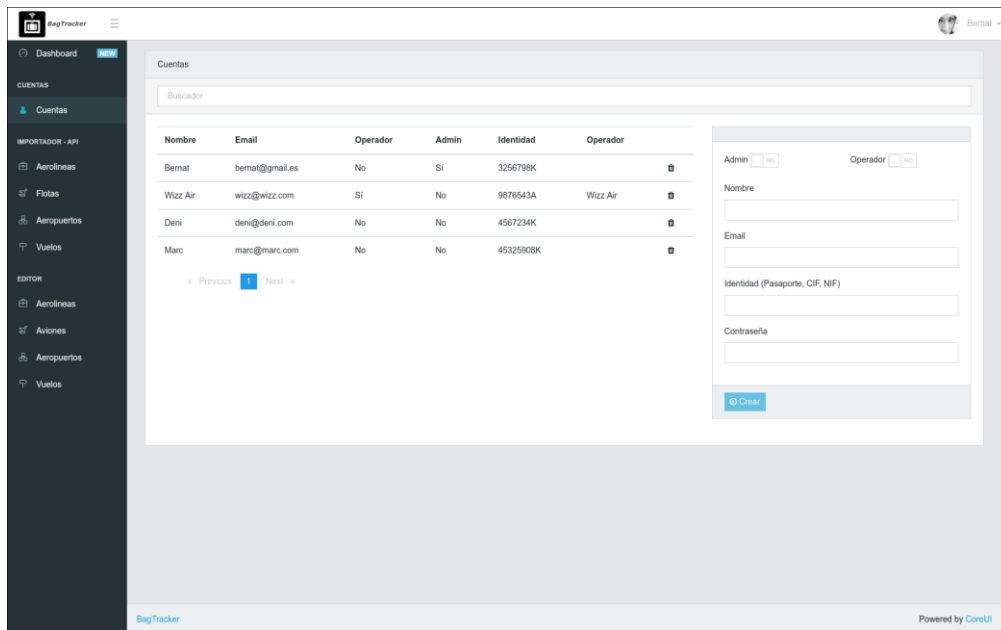 BagTracker
Bernat
Dashboard NEW
CUENTAS
Cuentas
IMPORTADOR - API
Aerolineas
Flotas
Aeropuertos
Vuelos
EDITOR
Aerolineas
Aviones
Aeropuertos
Vuelos
Cuentas
Buscador
Nombre Email Operador Admin Identidad Operador
Bernat bernat@gmail.es No Sí 3256798K
Wizz Air wizz@wizz.com Sí No 9876543A Wizz Air
Deni deni@deni.com No No 4567234K
Marc marc@marc.com No No 45325908K
« Previous 1 Next »
Admin NO Operador NO
Nombre
Email
Identidad (Pasaporte, CIF, NIF)
Contraseña
Crear
BagTracker Powered by CoreUI